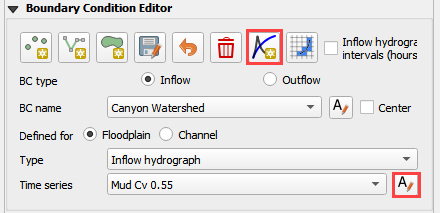 Boundary Condition Editor
Inflow hydrogra
intervals (hours
BC type Inflow Outflow
BC name Canyon Watershed Center
Defined for Floodplain Channel
Type Inflow hydrograph
Time series Mud Cv 0.55